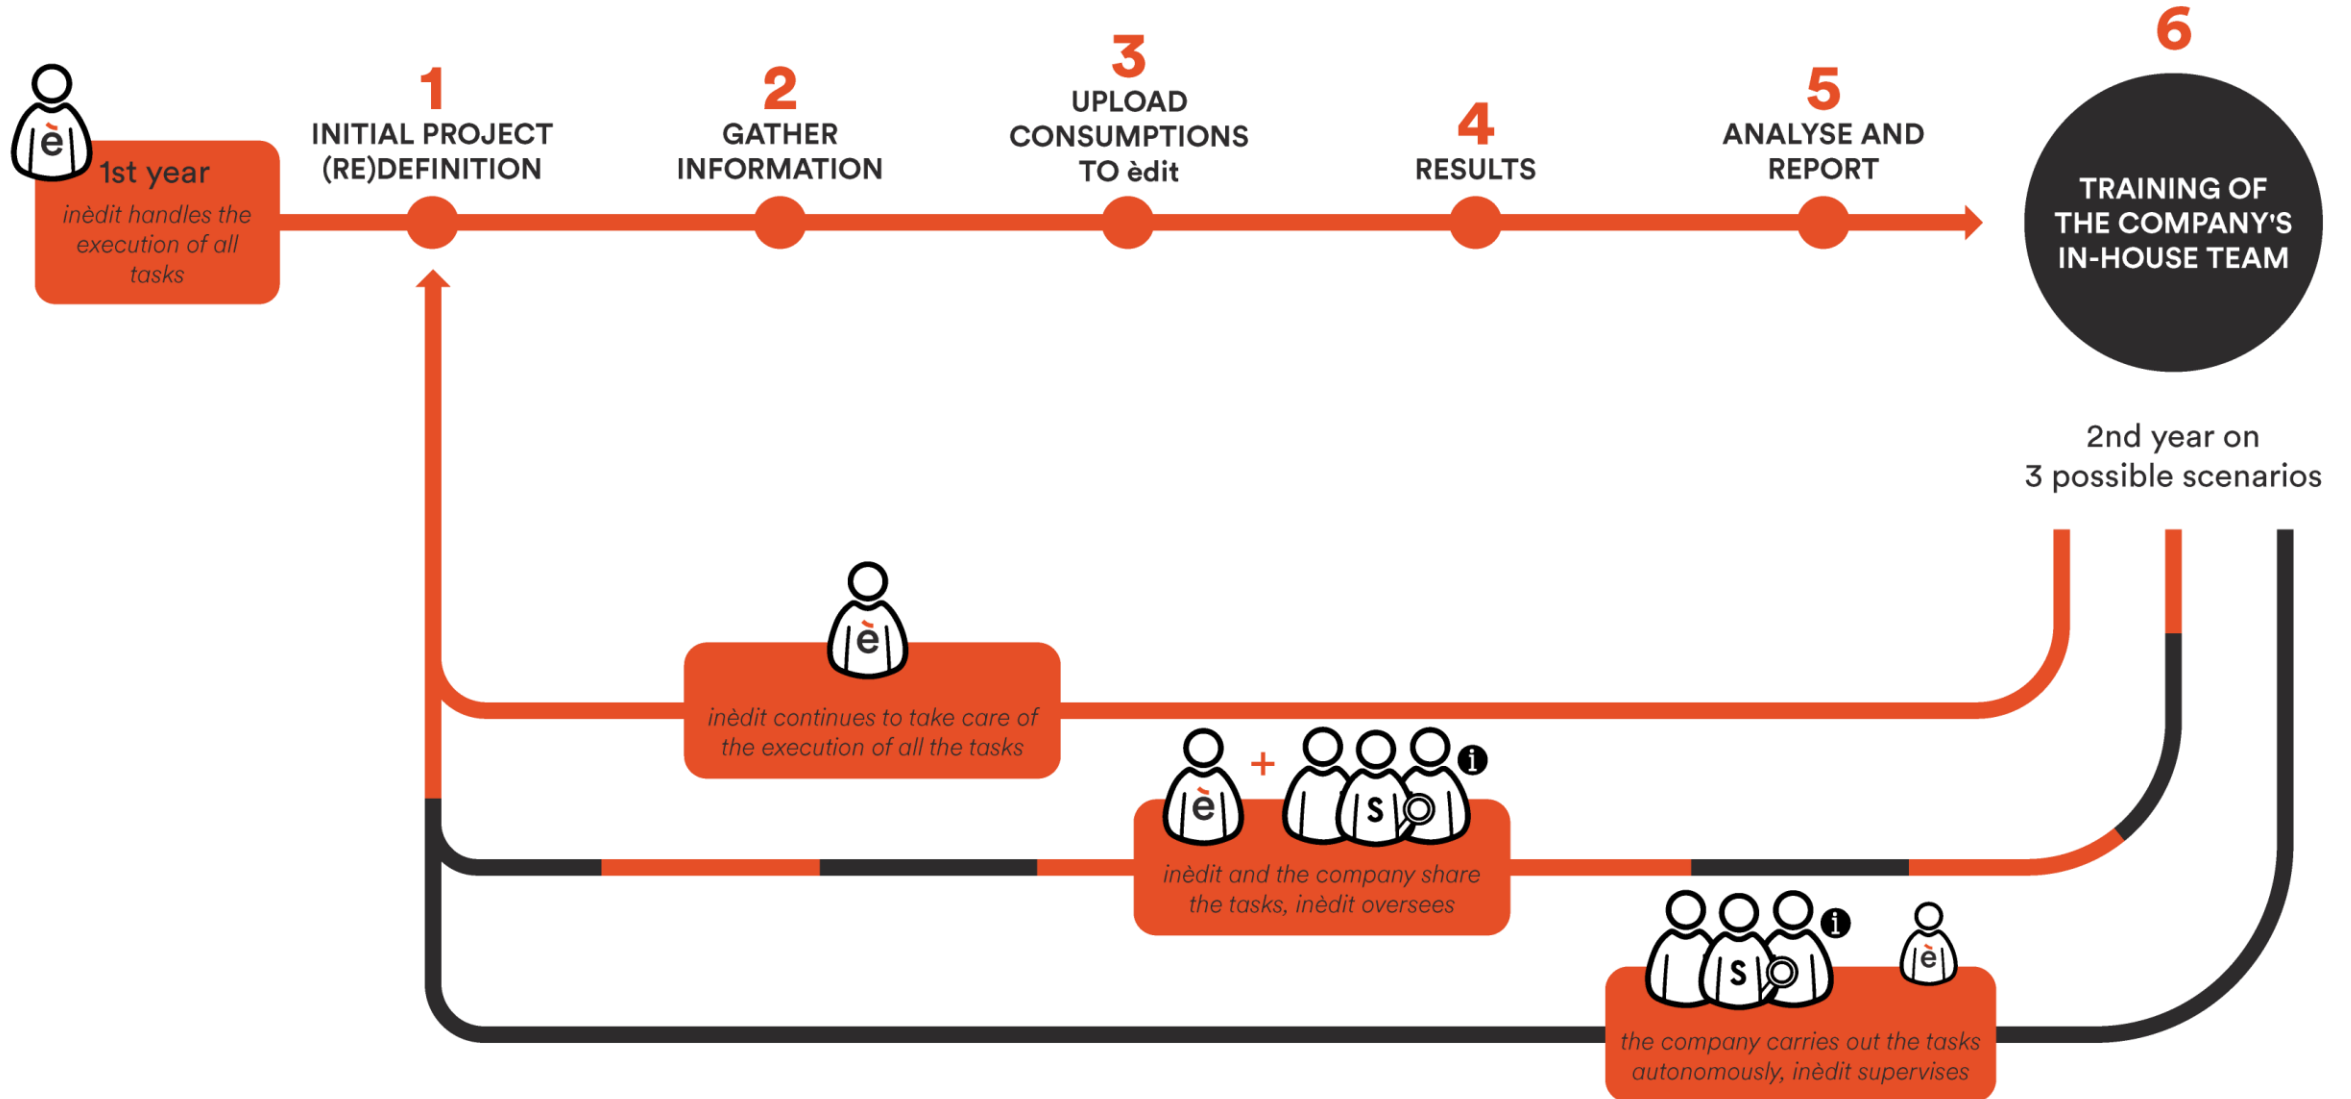 è
1st year
inèdit handles the
execution of all
tasks
1
INITIAL PROJECT
(RE)DEFINITION
2
GATHER
INFORMATION
3
UPLOAD
CONSUMPTIONS
TO èdit
4
RESULTS
5
ANALYSE AND
REPORT
6
TRAINING OF
THE COMPANY'S
IN-HOUSE TEAM
2nd year on
3 possible scenarios
è
inèdit continues to take care of
the execution of all the tasks
è + S i
inèdit and the company share
the tasks, inèdit oversees
S i è
the company carries out the tasks
autonomously, inèdit supervises